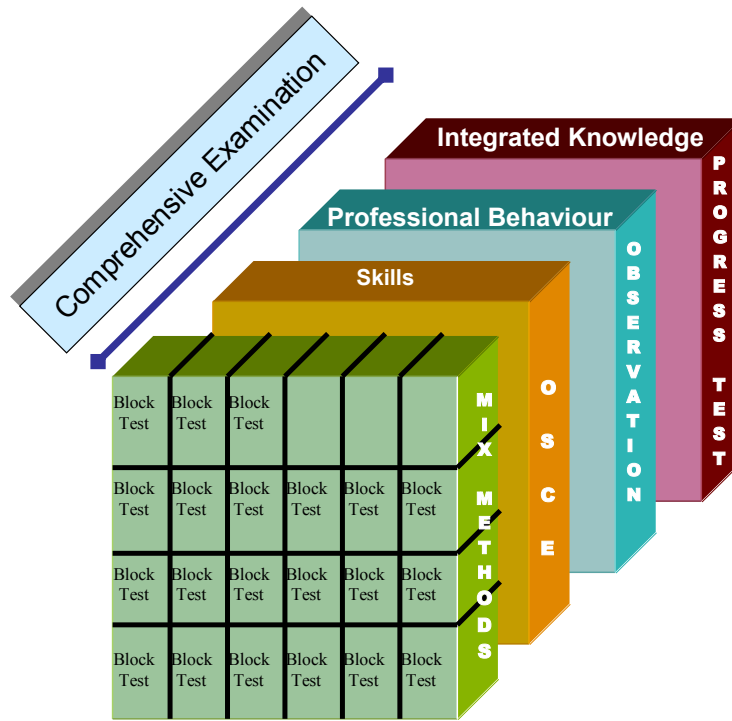 Comprehensive Examination
Integrated Knowledge
PROGRESS TEST
Professional Behaviour
OBSERVATION
Skills
OSCE
MIX METHODS
Block Block Block
Test Test Test
Block Block Block Block Block Block
Test Test Test Test Test Test
Block Block Block Block Block Block
Test Test Test Test Test Test
Block Block Block Block Block Block
Test Test Test Test Test Test